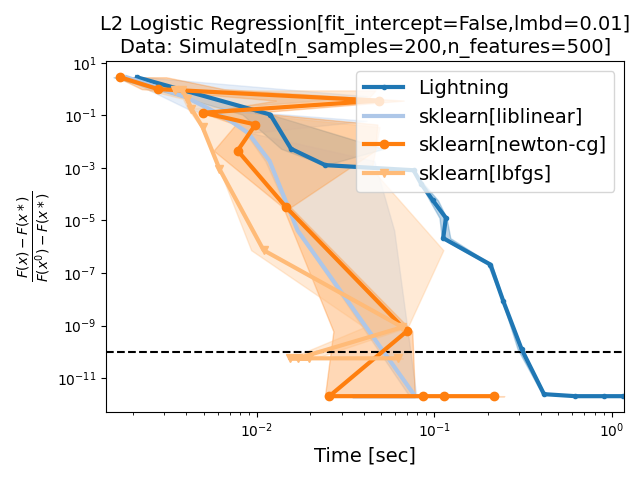 L2 Logistic Regression[fit_intercept=False,lmbd=0.01]
Data: Simulated[n_samples=200,n_features=500]
10¹
10⁻¹
10⁻³
10⁻⁵
10⁻⁷
10⁻⁹
10⁻¹¹
F(x) − F(x*)
F(x⁰) − F(x*)
Lightning
sklearn[liblinear]
sklearn[newton-cg]
sklearn[lbfgs]
10⁻²
10⁻¹
10⁰
Time [sec]